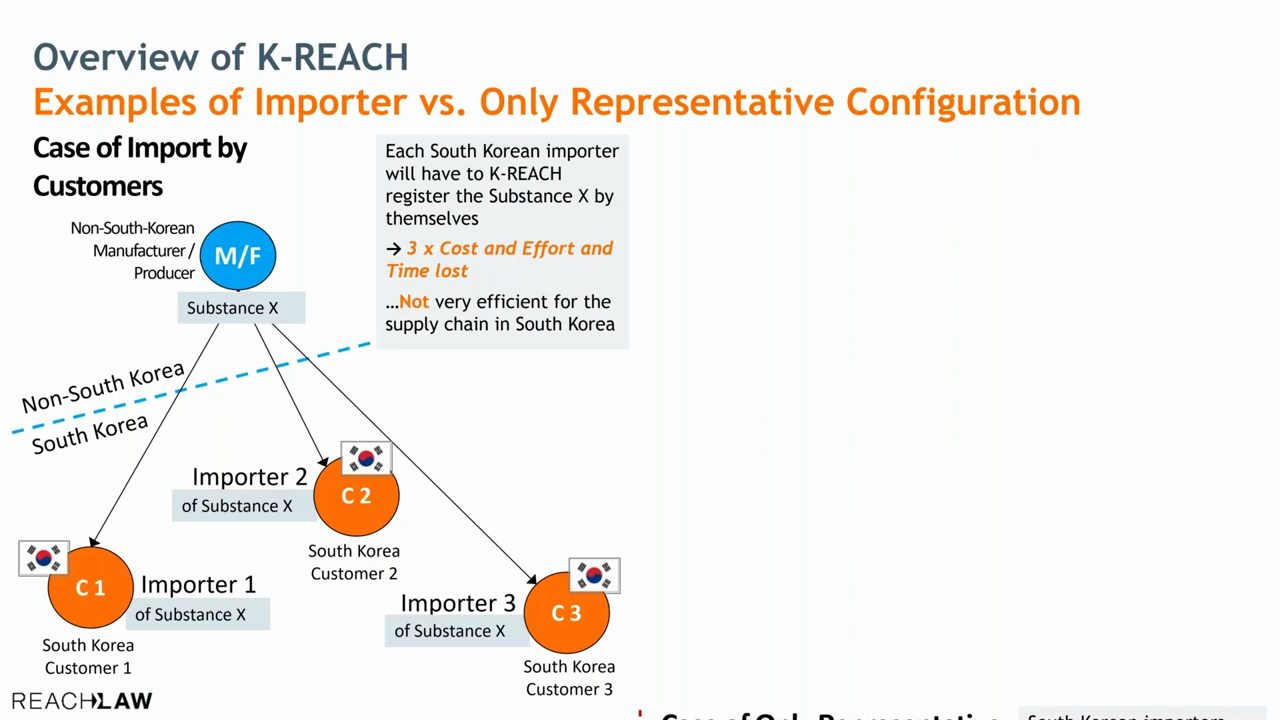 Overview of K-REACH
Examples of Importer vs. Only Representative Configuration
Case of Import by
Customers
Each South Korean importer
will have to K-REACH
register the Substance X by
themselves
→ 3 x Cost and Effort and
Time lost
…Not very efficient for the
supply chain in South Korea
Non-South-Korean
Manufacturer /
Producer
M/F
Substance X
Non-South Korea
South Korea
Importer 2
of Substance X
C 2
South Korea
Customer 2
C 1
Importer 1
of Substance X
South Korea
Customer 1
Importer 3
of Substance X
C 3
South Korea
Customer 3
REACHLAW
Case of Only Representative
South Korean importers